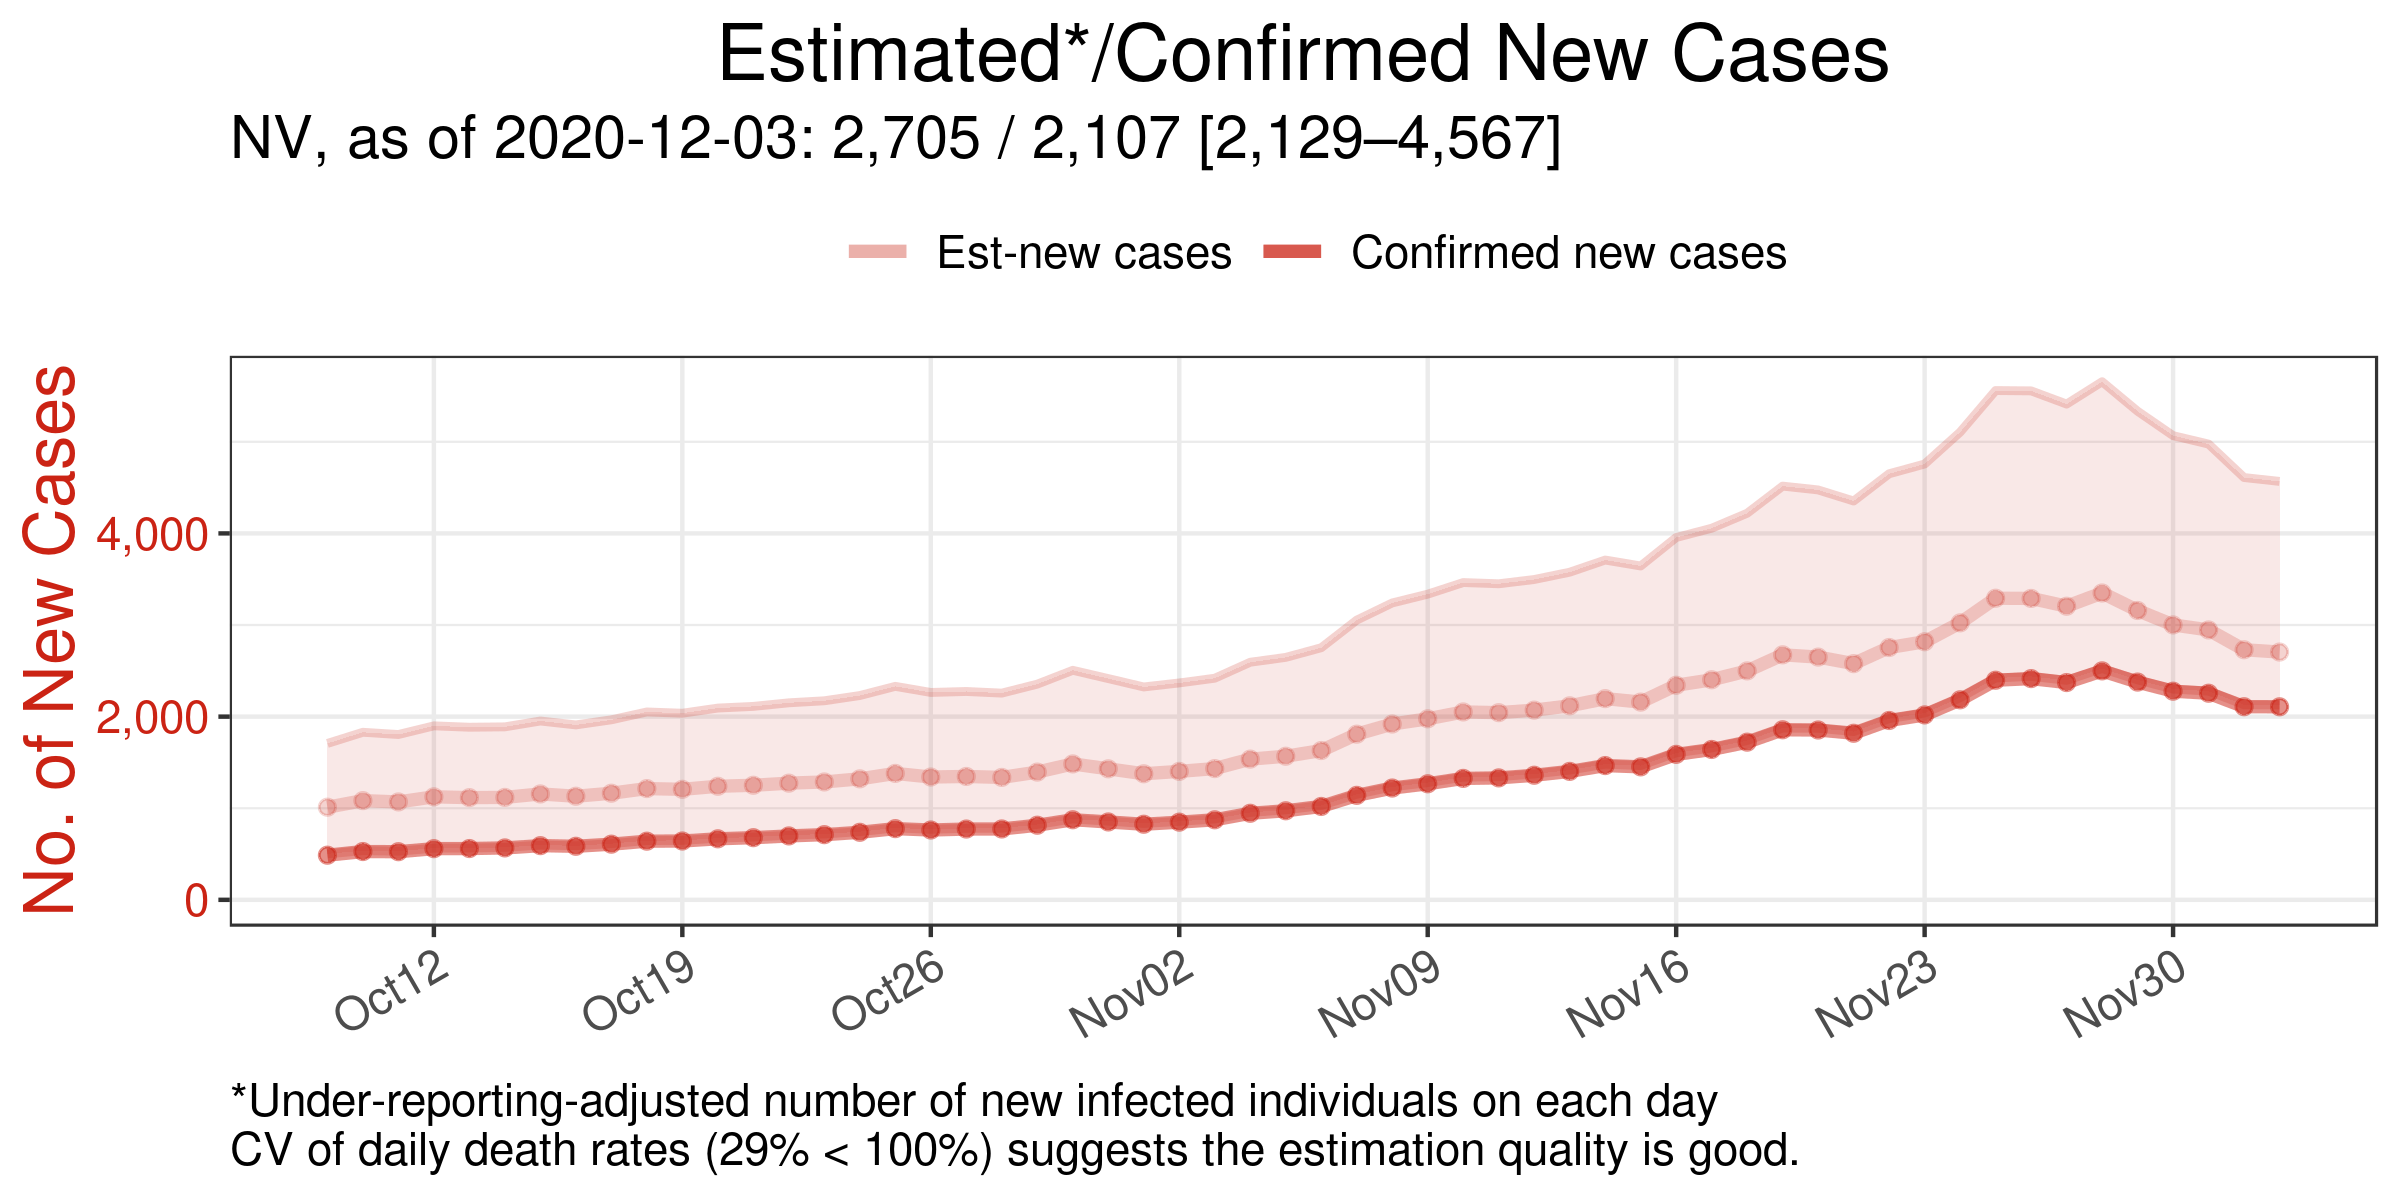 Estimated*/Confirmed New Cases
NV, as of 2020-12-03: 2,705 / 2,107 [2,129–4,567]
Est-new cases
Confirmed new cases
No. of New Cases
4,000
2,000
0
Oct12
Oct19
Oct26
Nov02
Nov09
Nov16
Nov23
Nov30
*Under-reporting-adjusted number of new infected individuals on each day
CV of daily death rates (29% < 100%) suggests the estimation quality is good.